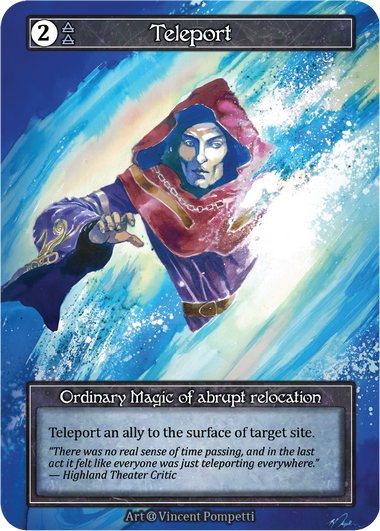 2
Teleport
Ordinary Magic of abrupt relocation
Teleport an ally to the surface of target site.
"There was no real sense of time passing, and in the last
act it felt like everyone was just teleporting everywhere."
— Highland Theater Critic
Art @ Vincent Pompetti